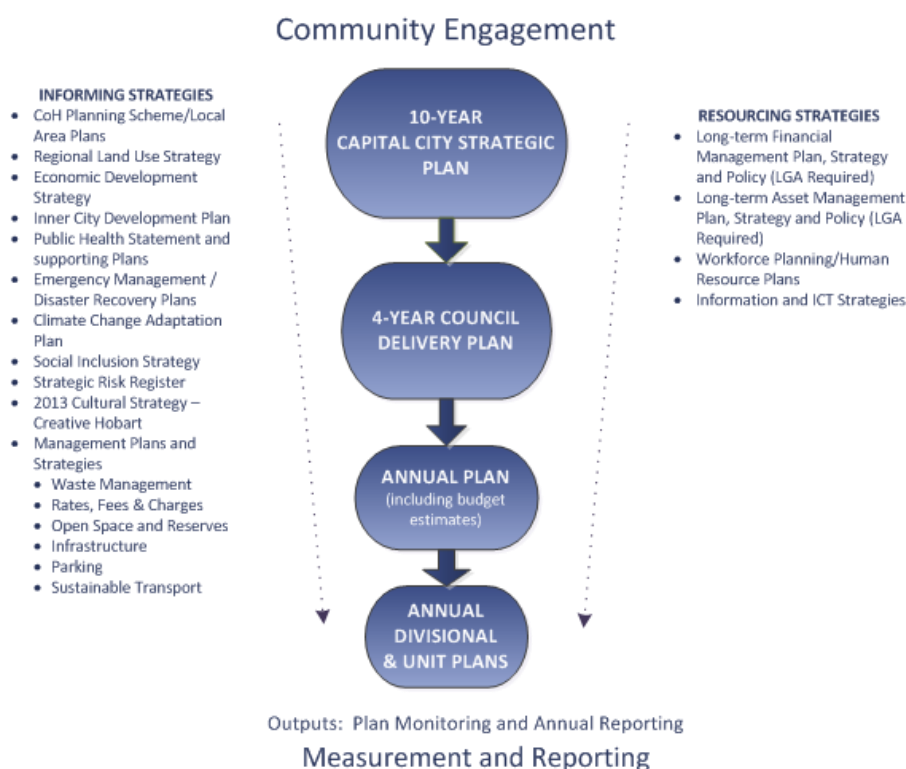 Community Engagement
INFORMING STRATEGIES
• CoH Planning Scheme/Local
Area Plans
• Regional Land Use Strategy
• Economic Development
Strategy
• Inner City Development Plan
• Public Health Statement and
supporting Plans
• Emergency Management /
Disaster Recovery Plans
• Climate Change Adaptation
Plan
• Social Inclusion Strategy
• Strategic Risk Register
• 2013 Cultural Strategy –
Creative Hobart
• Management Plans and
Strategies
• Waste Management
• Rates, Fees & Charges
• Open Space and Reserves
• Infrastructure
• Parking
• Sustainable Transport
10-YEAR
CAPITAL CITY STRATEGIC
PLAN
4-YEAR COUNCIL
DELIVERY PLAN
ANNUAL PLAN
(including budget
estimates)
ANNUAL
DIVISIONAL
& UNIT PLANS
RESOURCING STRATEGIES
• Long-term Financial
Management Plan, Strategy
and Policy (LGA Required)
• Long-term Asset Management
Plan, Strategy and Policy (LGA
Required)
• Workforce Planning/Human
Resource Plans
• Information and ICT Strategies
Outputs: Plan Monitoring and Annual Reporting
Measurement and Reporting